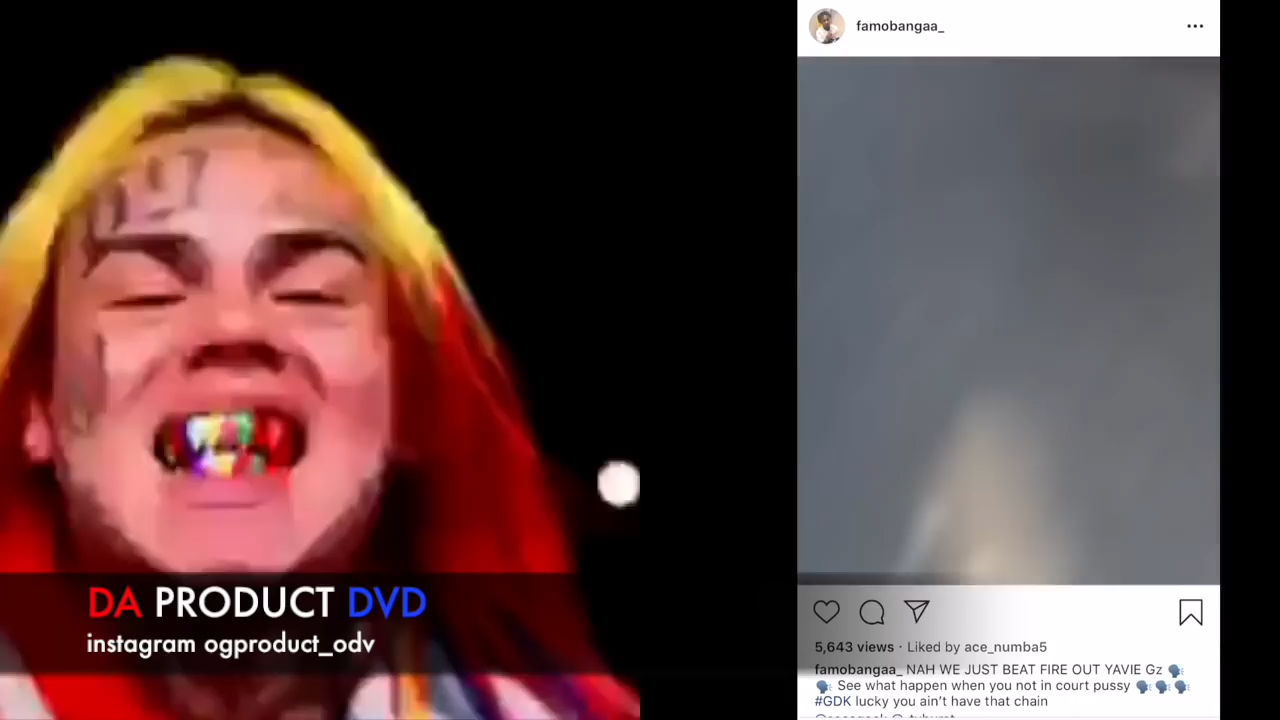 famobangaa_
DA PRODUCT DVD
instagram ogproduct_odv
5,643 views · Liked by ace_numba5
famobangaa_ NAH WE JUST BEAT FIRE OUT YAVIE Gz 🗣
🗣 See what happen when you not in court pussy 🗣🗣🗣
#GDK lucky you ain't have that chain